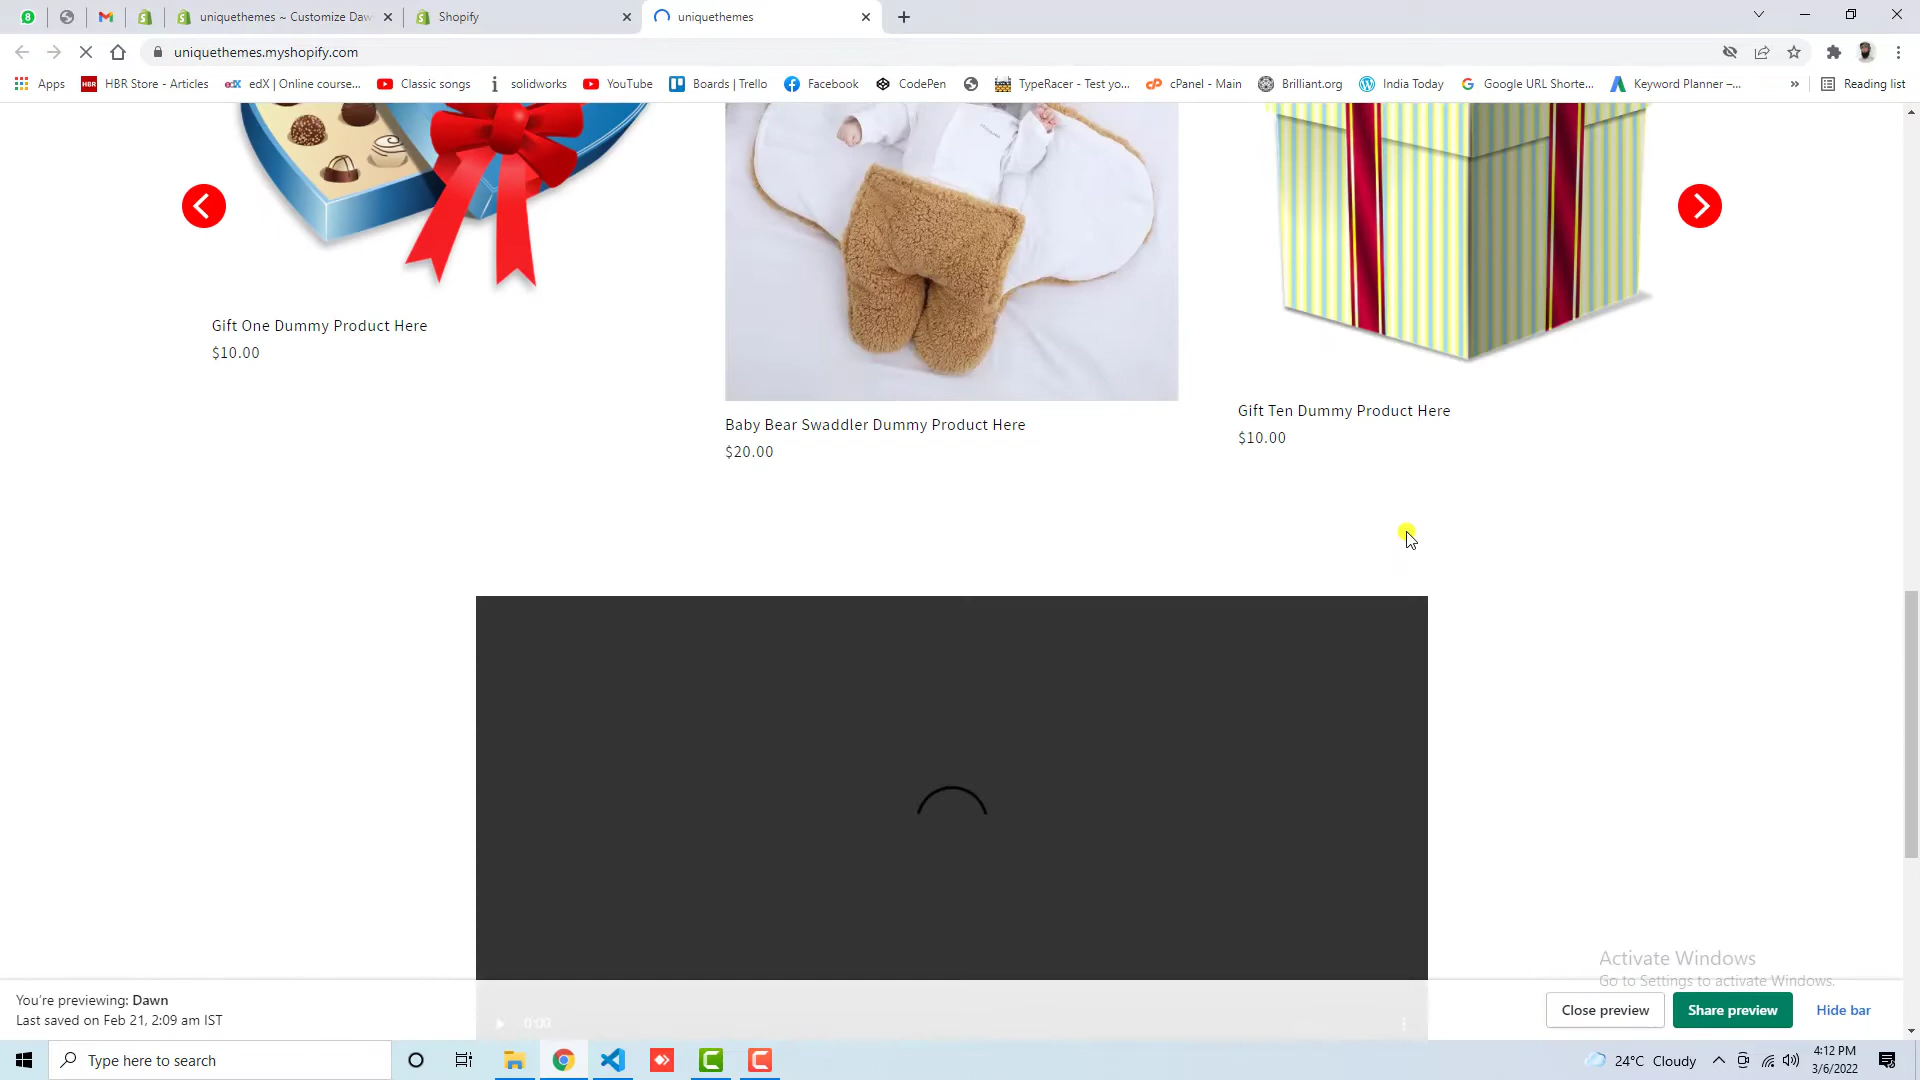 uniquethemes ~ Customize Daw
Shopify
uniquethemes
uniquethemes.myshopify.com
Apps
HBR Store - Articles
edX | Online course...
Classic songs
solidworks
YouTube
Boards | Trello
Facebook
CodePen
TypeRacer - Test yo...
cPanel - Main
Brilliant.org
India Today
Google URL Shorte...
Keyword Planner –...
»
Reading list
Gift One Dummy Product Here
$10.00
Baby Bear Swaddler Dummy Product Here
$20.00
Gift Ten Dummy Product Here
$10.00
0:00
Activate Windows
Go to Settings to activate Windows.
You're previewing: Dawn
Last saved on Feb 21, 2:09 am IST
Close preview
Share preview
Hide bar
Type here to search
24°C Cloudy
4:12 PM
3/6/2022